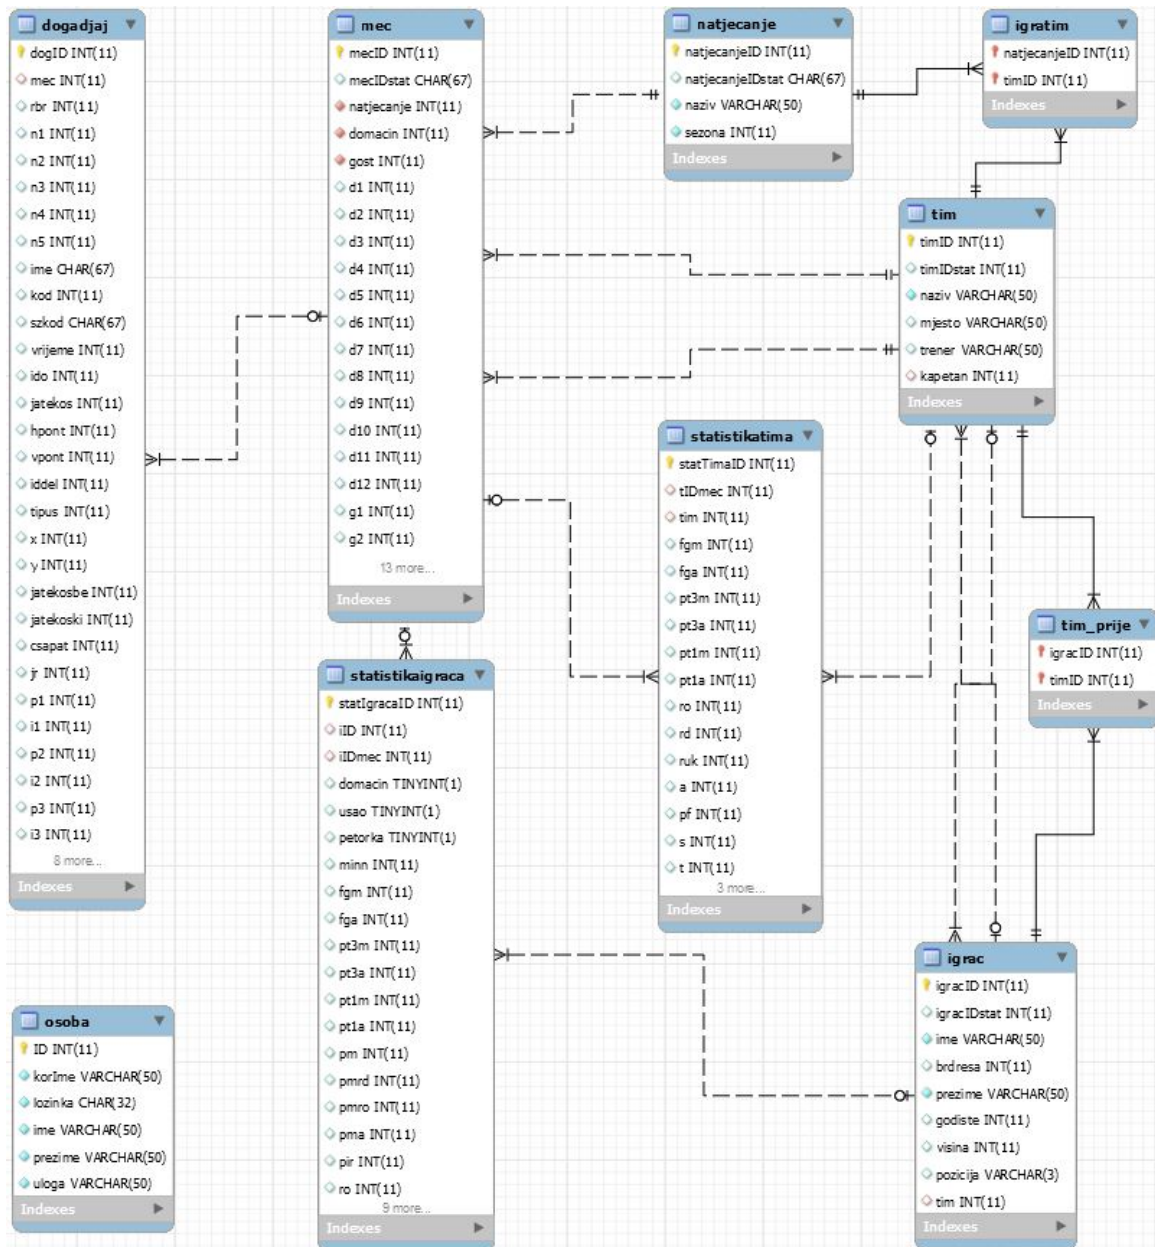 dogadjaj
dogID INT(11)
mec INT(11)
rbr INT(11)
n1 INT(11)
n2 INT(11)
n3 INT(11)
n4 INT(11)
n5 INT(11)
ime CHAR(67)
kod INT(11)
szkod CHAR(67)
vrijeme INT(11)
ido INT(11)
jatekos INT(11)
hpont INT(11)
vpont INT(11)
iddel INT(11)
tipus INT(11)
x INT(11)
y INT(11)
jatekosbe INT(11)
jatekoski INT(11)
csapat INT(11)
jr INT(11)
p1 INT(11)
i1 INT(11)
p2 INT(11)
i2 INT(11)
p3 INT(11)
i3 INT(11)
8 more...
Indexes
mec
mecID INT(11)
mecIDstat CHAR(67)
natjecanje INT(11)
domacin INT(11)
gost INT(11)
d1 INT(11)
d2 INT(11)
d3 INT(11)
d4 INT(11)
d5 INT(11)
d6 INT(11)
d7 INT(11)
d8 INT(11)
d9 INT(11)
d10 INT(11)
d11 INT(11)
d12 INT(11)
g1 INT(11)
g2 INT(11)
13 more...
Indexes
natjecanje
natjecanjeID INT(11)
natjecanjeIDstat CHAR(67)
naziv VARCHAR(50)
sezona INT(11)
Indexes
igratim
natjecanjeID INT(11)
timID INT(11)
Indexes
tim
timID INT(11)
timIDstat INT(11)
naziv VARCHAR(50)
mjesto VARCHAR(50)
trener VARCHAR(50)
kapetan INT(11)
Indexes
statistikatima
statTimaID INT(11)
tIDmec INT(11)
tim INT(11)
fgm INT(11)
fga INT(11)
pt3m INT(11)
pt3a INT(11)
pt1m INT(11)
pt1a INT(11)
ro INT(11)
rd INT(11)
ruk INT(11)
a INT(11)
pf INT(11)
s INT(11)
t INT(11)
3 more...
Indexes
tim_prije
igracID INT(11)
timID INT(11)
Indexes
statistikaigraca
statIgracaID INT(11)
iID INT(11)
iIDmec INT(11)
domacin TINYINT(1)
usao TINYINT(1)
petorka TINYINT(1)
minn INT(11)
fgm INT(11)
fga INT(11)
pt3m INT(11)
pt3a INT(11)
pt1m INT(11)
pt1a INT(11)
pm INT(11)
pmrd INT(11)
pmro INT(11)
pma INT(11)
pir INT(11)
ro INT(11)
9 more...
Indexes
igrac
igracID INT(11)
igracIDstat INT(11)
ime VARCHAR(50)
brdresa INT(11)
prezime VARCHAR(50)
godiste INT(11)
visina INT(11)
pozicija VARCHAR(3)
tim INT(11)
Indexes
osoba
ID INT(11)
korIme VARCHAR(50)
lozinka CHAR(32)
ime VARCHAR(50)
prezime VARCHAR(50)
uloga VARCHAR(50)
Indexes